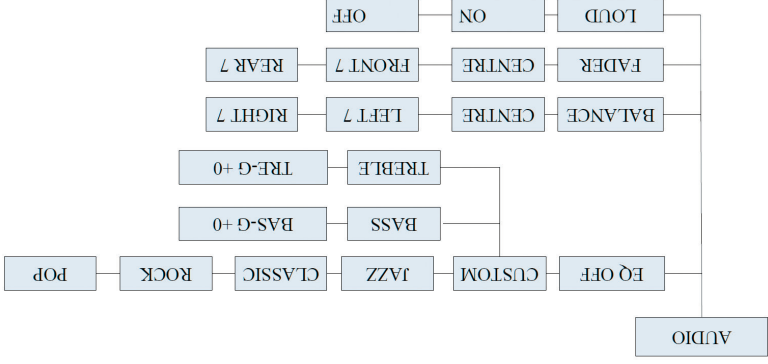 AUDIO
EQ OFF CUSTOM JAZZ CLASSIC ROCK POP
BASS BAS-G +0
TREBLE TRE-G +0
BALANCE CENTRE LEFT 7 RIGHT 7
FADER CENTRE FRONT 7 REAR 7
LOUD ON OFF